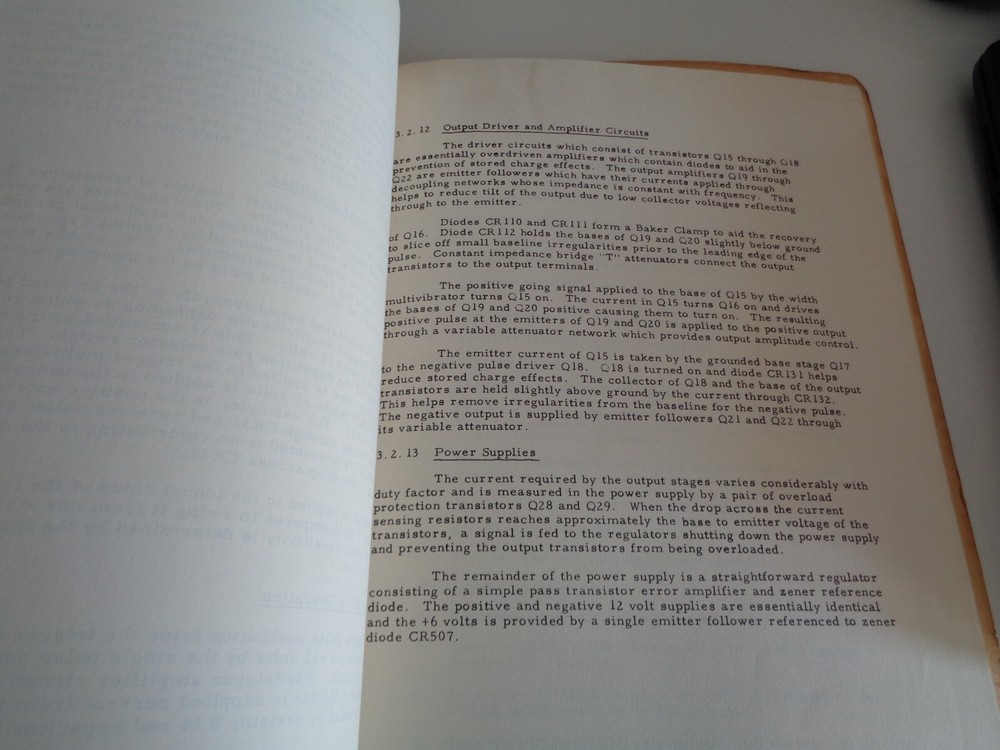 3.2.12 Output Driver and Amplifier Circuits
The driver circuits which consist of transistors Q15 through Q18
are essentially overdriven amplifiers which contain diodes to aid in the
prevention of stored charge effects. The output amplifiers Q19 through
Q22 are emitter followers which have their currents applied through
decoupling networks whose impedance is constant with frequency. This
helps to reduce tilt of the output due to low collector voltages reflecting
through to the emitter.
Diodes CR110 and CR111 form a Baker Clamp to aid the recovery
of Q16. Diode CR112 holds the bases of Q19 and Q20 slightly below ground
to slice off small baseline irregularities prior to the leading edge of the
pulse. Constant impedance bridge "T" attenuators connect the output
transistors to the output terminals.
The positive going signal applied to the base of Q15 by the width
multivibrator turns Q15 on. The current in Q15 turns Q16 on and drives
the bases of Q19 and Q20 positive causing them to turn on. The resulting
positive pulse at the emitters of Q19 and Q20 is applied to the positive output
through a variable attenuator network which provides output amplitude control.
The emitter current of Q15 is taken by the grounded base stage Q17
to the negative pulse driver Q18. Q18 is turned on and diode CR131 helps
reduce stored charge effects. The collector of Q18 and the base of the output
transistors are held slightly above ground by the current through CR132.
This helps remove irregularities from the baseline for the negative pulse.
The negative output is supplied by emitter followers Q21 and Q22 through
its variable attenuator.
3.2.13 Power Supplies
The current required by the output stages varies considerably with
duty factor and is measured in the power supply by a pair of overload
protection transistors Q28 and Q29. When the drop across the current
sensing resistors reaches approximately the base to emitter voltage of the
transistors, a signal is fed to the regulators shutting down the power supply
and preventing the output transistors from being overloaded.
The remainder of the power supply is a straightforward regulator
consisting of a simple pass transistor error amplifier and zener reference
diode. The positive and negative 12 volt supplies are essentially identical
and the +6 volts is provided by a single emitter follower referenced to zener
diode CR507.